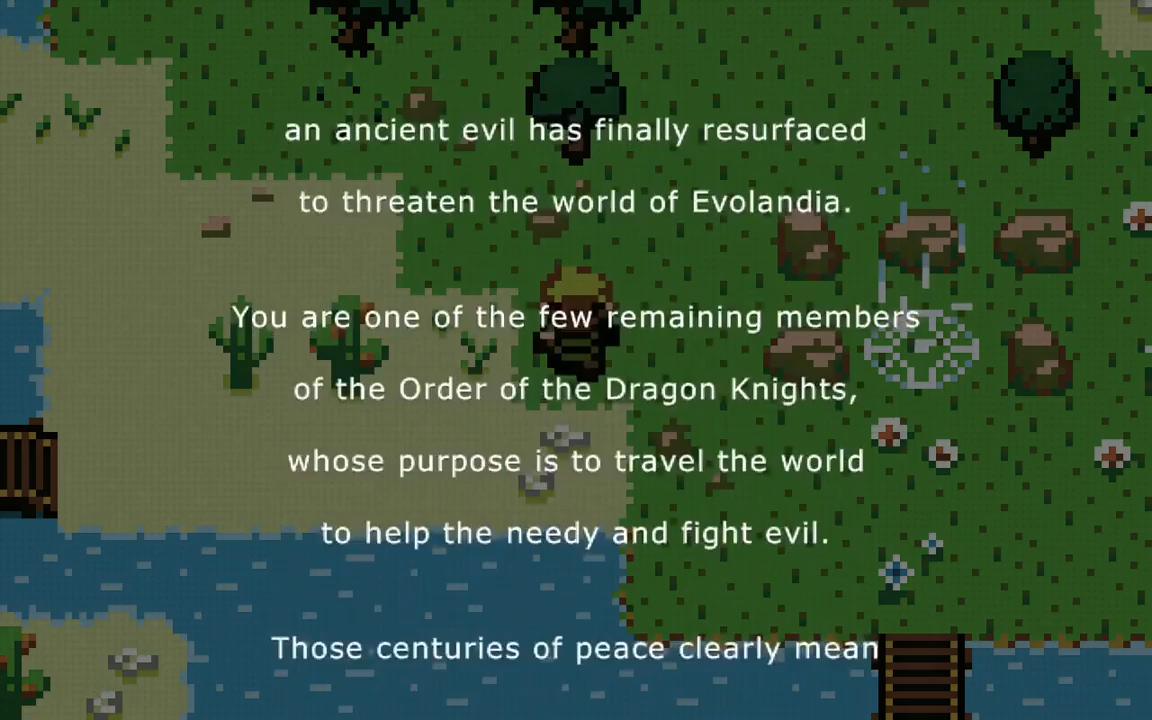 an ancient evil has finally resurfaced
to threaten the world of Evolandia.
You are one of the few remaining members
of the Order of the Dragon Knights,
whose purpose is to travel the world
to help the needy and fight evil.
Those centuries of peace clearly mean